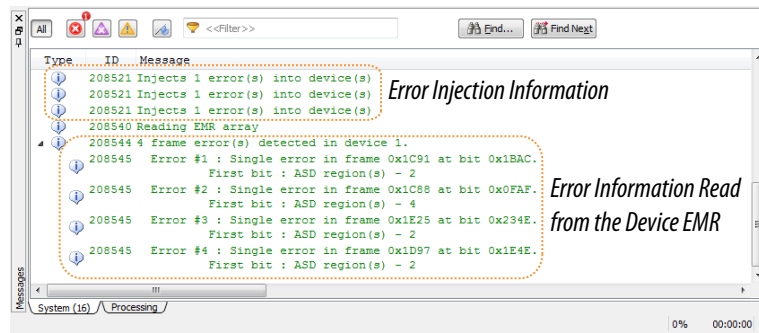 All
1
<<Filter>>
Find...
Find Next
Type ID Message
208521 Injects 1 error(s) into device(s)
208521 Injects 1 error(s) into device(s)
208521 Injects 1 error(s) into device(s)
Error Injection Information
208540 Reading EMR array
208544 4 frame error(s) detected in device 1.
208545 Error #1 : Single error in frame 0x1C91 at bit 0x1BAC.
First bit : ASD region(s) - 2
208545 Error #2 : Single error in frame 0x1C88 at bit 0x0FAF.
First bit : ASD region(s) - 4
208545 Error #3 : Single error in frame 0x1E25 at bit 0x234E.
First bit : ASD region(s) - 2
208545 Error #4 : Single error in frame 0x1D97 at bit 0x1E4E.
First bit : ASD region(s) - 2
Error Information Read
from the Device EMR
Messages
System (16)
Processing
0% 00:00:00